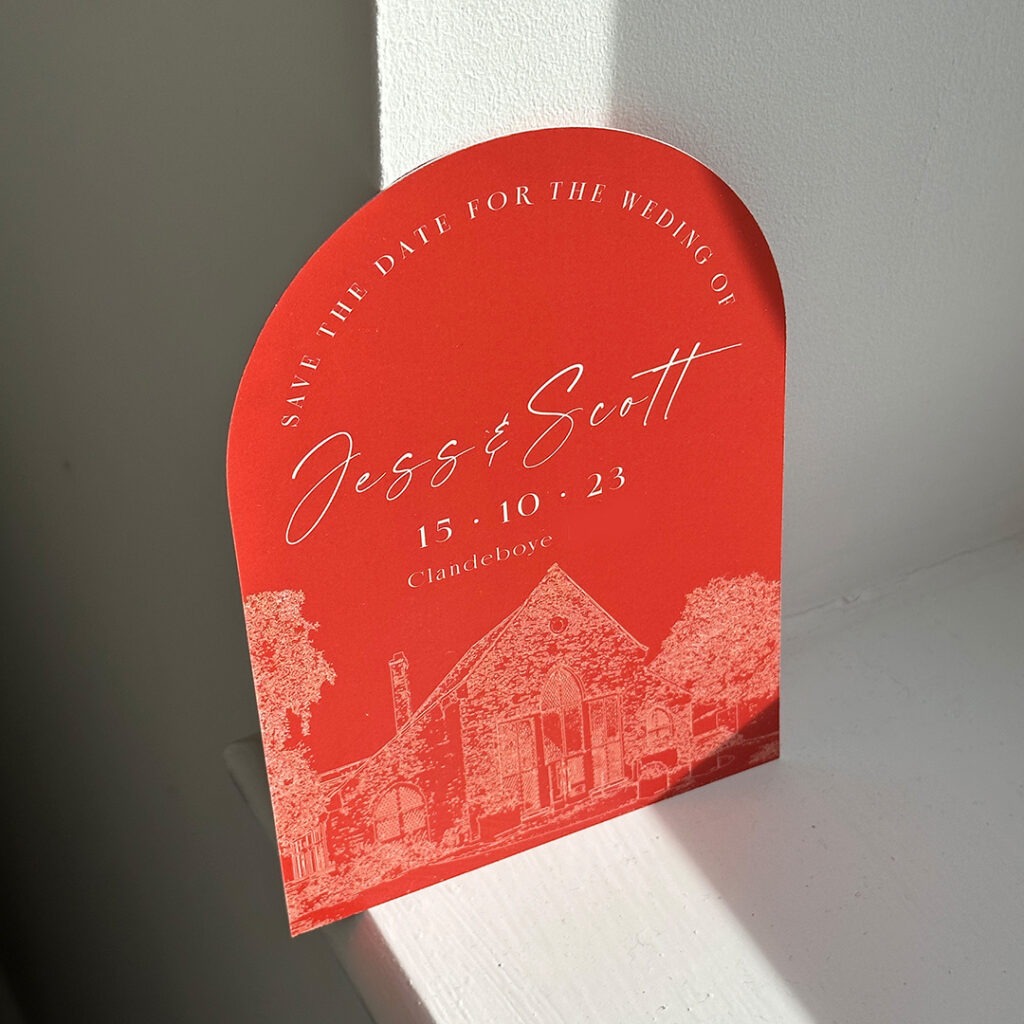 SAVE THE DATE FOR THE WEDING OF
Jess & Scott
15 · 10 · 23
Clandeboye